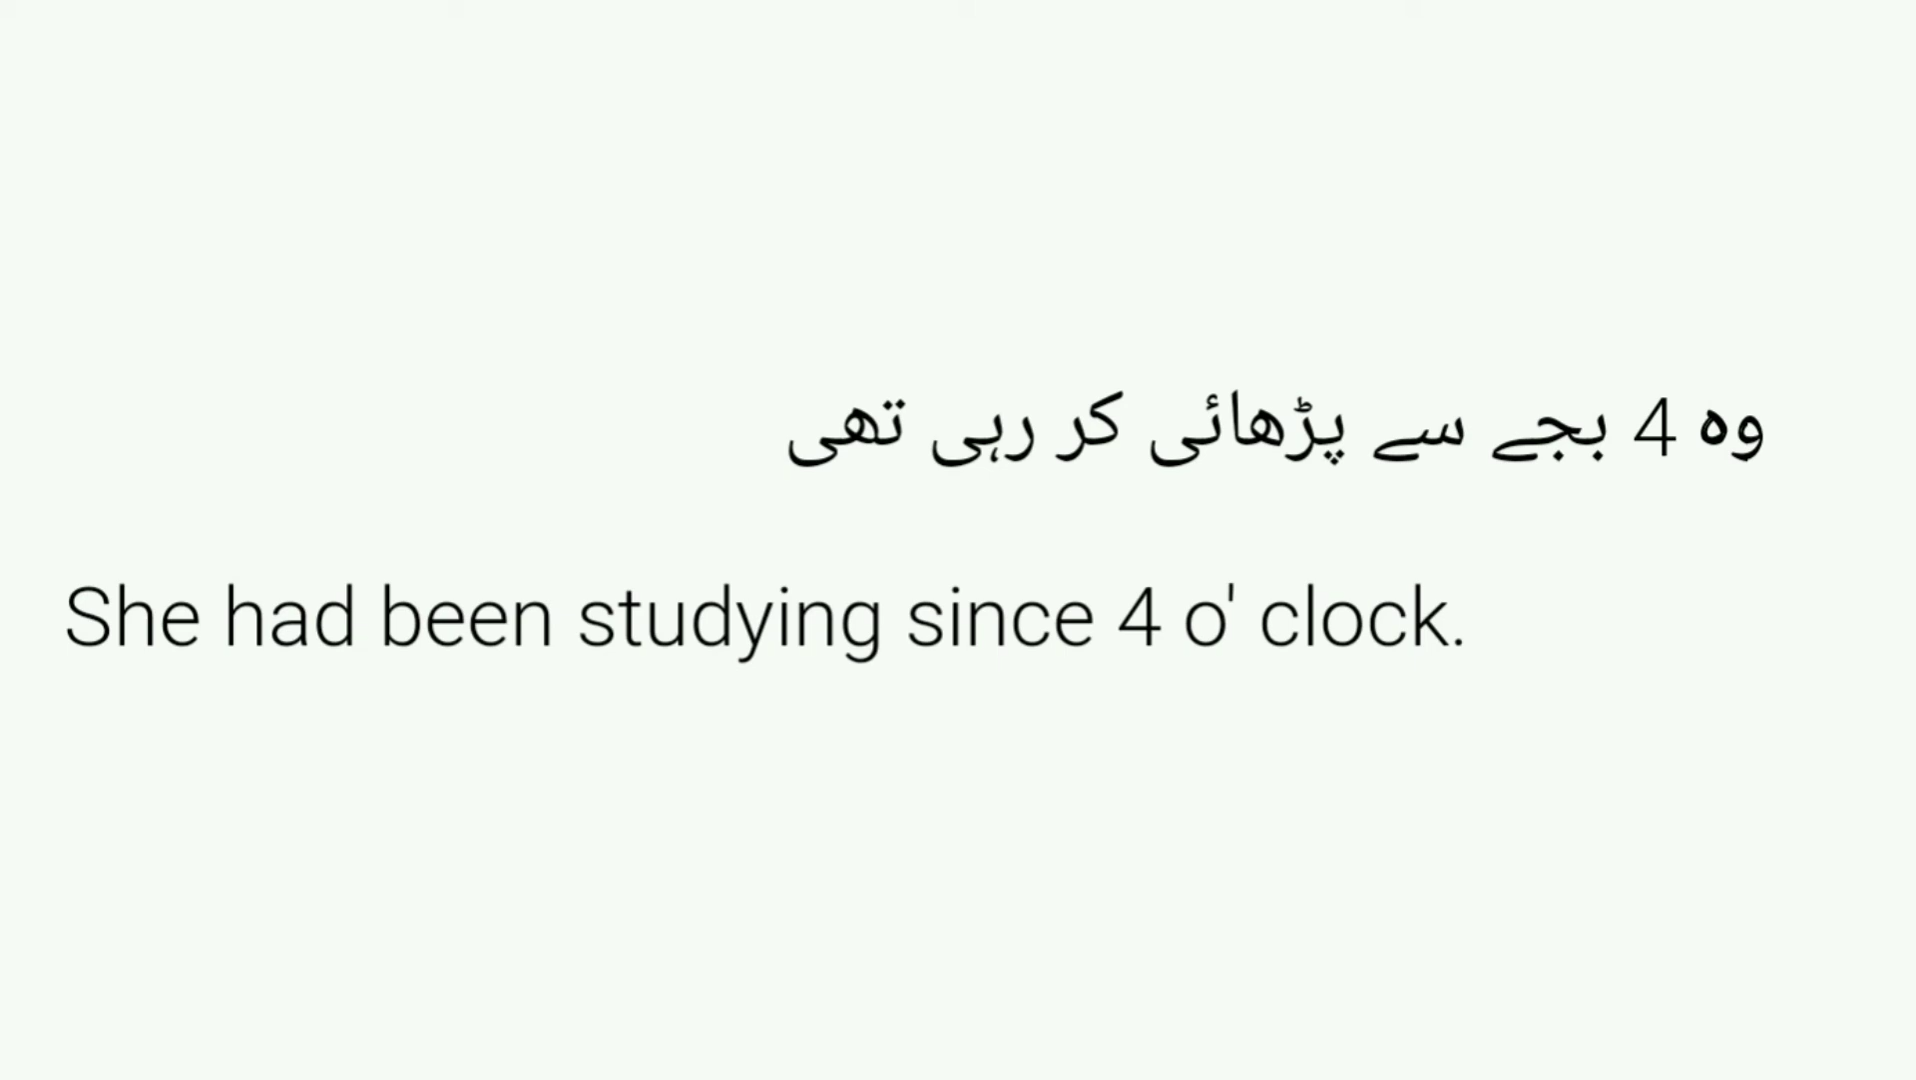 وہ 4 بجے سے پڑھائی کر رہی تھی
She had been studying since 4 o' clock.